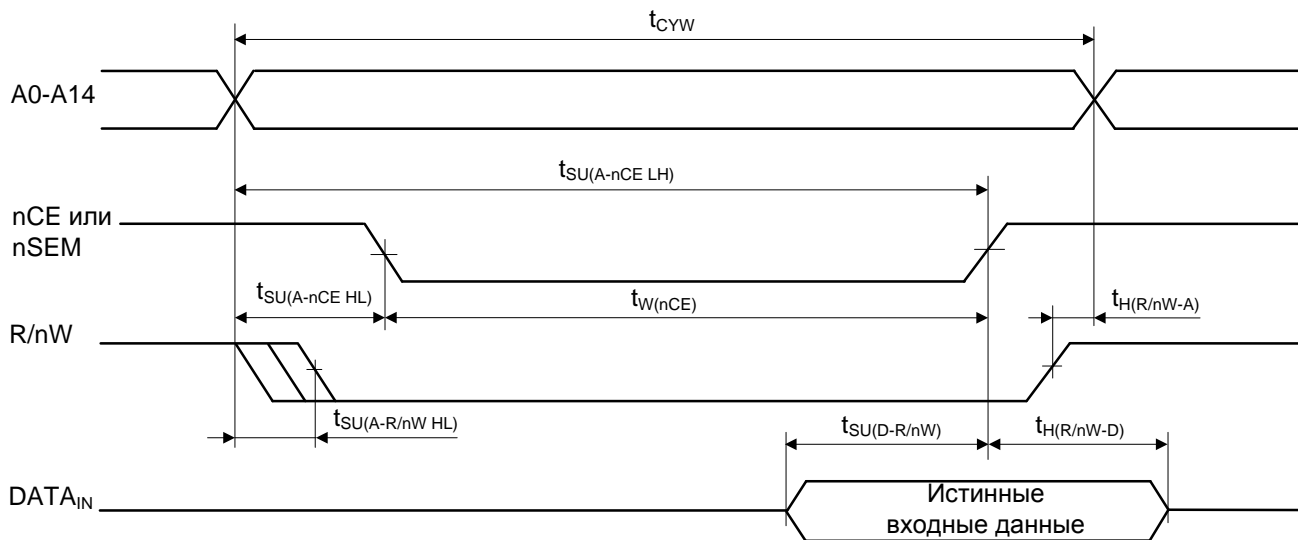 tCYW
A0-A14
tSU(A-nCE LH)
nCE или
nSEM
tSU(A-nCE HL)
tW(nCE)
tH(R/nW-A)
R/nW
tSU(A-R/nW HL)
tSU(D-R/nW)
tH(R/nW-D)
DATAIN
Истинные
входные данные